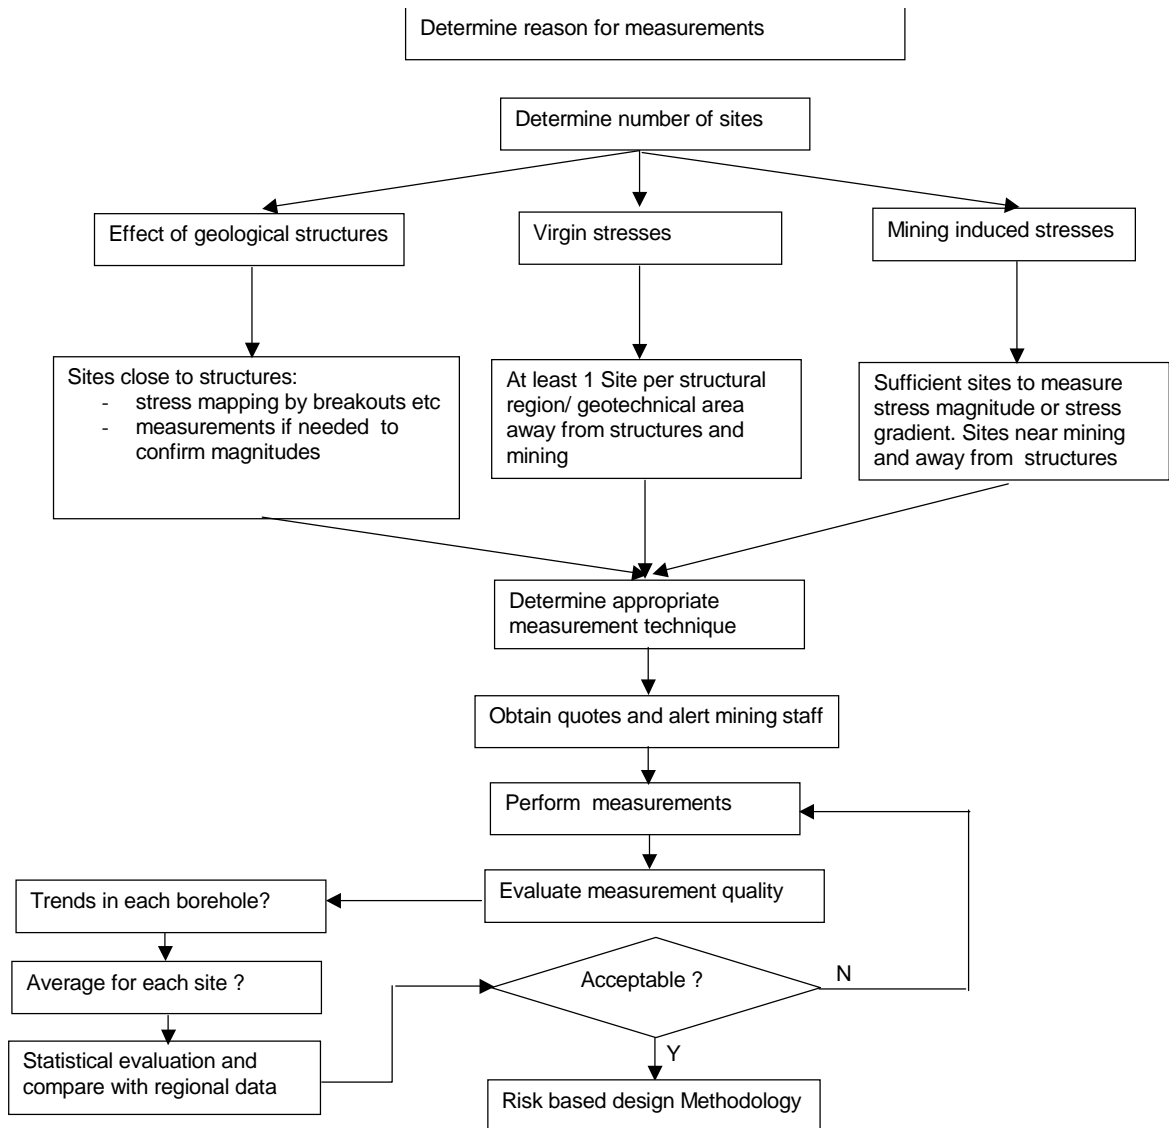 Determine reason for measurements
Determine number of sites
Effect of geological structures
Virgin stresses
Mining induced stresses
Sites close to structures:
- stress mapping by breakouts etc
- measurements if needed to
confirm magnitudes
At least 1 Site per structural
region/ geotechnical area
away from structures and
mining
Sufficient sites to measure
stress magnitude or stress
gradient. Sites near mining
and away from structures
Determine appropriate
measurement technique
Obtain quotes and alert mining staff
Perform measurements
Evaluate measurement quality
Trends in each borehole?
Average for each site ?
Statistical evaluation and
compare with regional data
Acceptable ?
N
Y
Risk based design Methodology